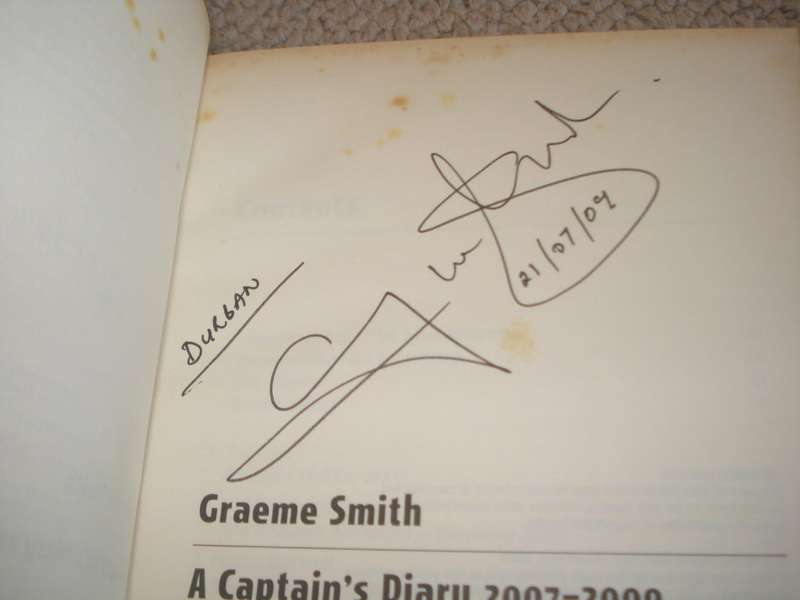 21/07/09
DURBAN
Graeme Smith
A Captain's Diary 2007–2009